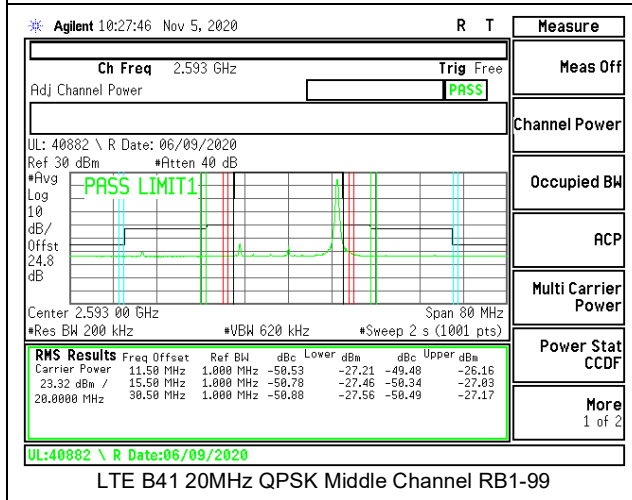 Agilent 10:27:46 Nov 5, 2020 R T
Measure
Ch Freq 2.593 GHz Trig Free
Meas Off
Adj Channel Power PASS
Channel Power
UL: 40882 \ R Date: 06/09/2020
Ref 30 dBm #Atten 40 dB
#Avg
Log
10
dB/
Offst
24.8
dB
PASS LIMIT1
Occupied BW
ACP
Multi Carrier
Power
Center 2.593 00 GHz Span 80 MHz
#Res BW 200 kHz #VBW 620 kHz #Sweep 2 s (1001 pts)
Power Stat
CCDF
RMS Results Freq Offset Ref BW dBc Lower dBm dBc Upper dBm
Carrier Power 11.50 MHz 1.000 MHz -50.53 -27.21 -49.48 -26.16
23.32 dBm / 15.50 MHz 1.000 MHz -50.78 -27.46 -50.34 -27.03
20.0000 MHz 30.50 MHz 1.000 MHz -50.88 -27.56 -50.49 -27.17
More
1 of 2
UL:40882 \ R Date:06/09/2020
LTE B41 20MHz QPSK Middle Channel RB1-99